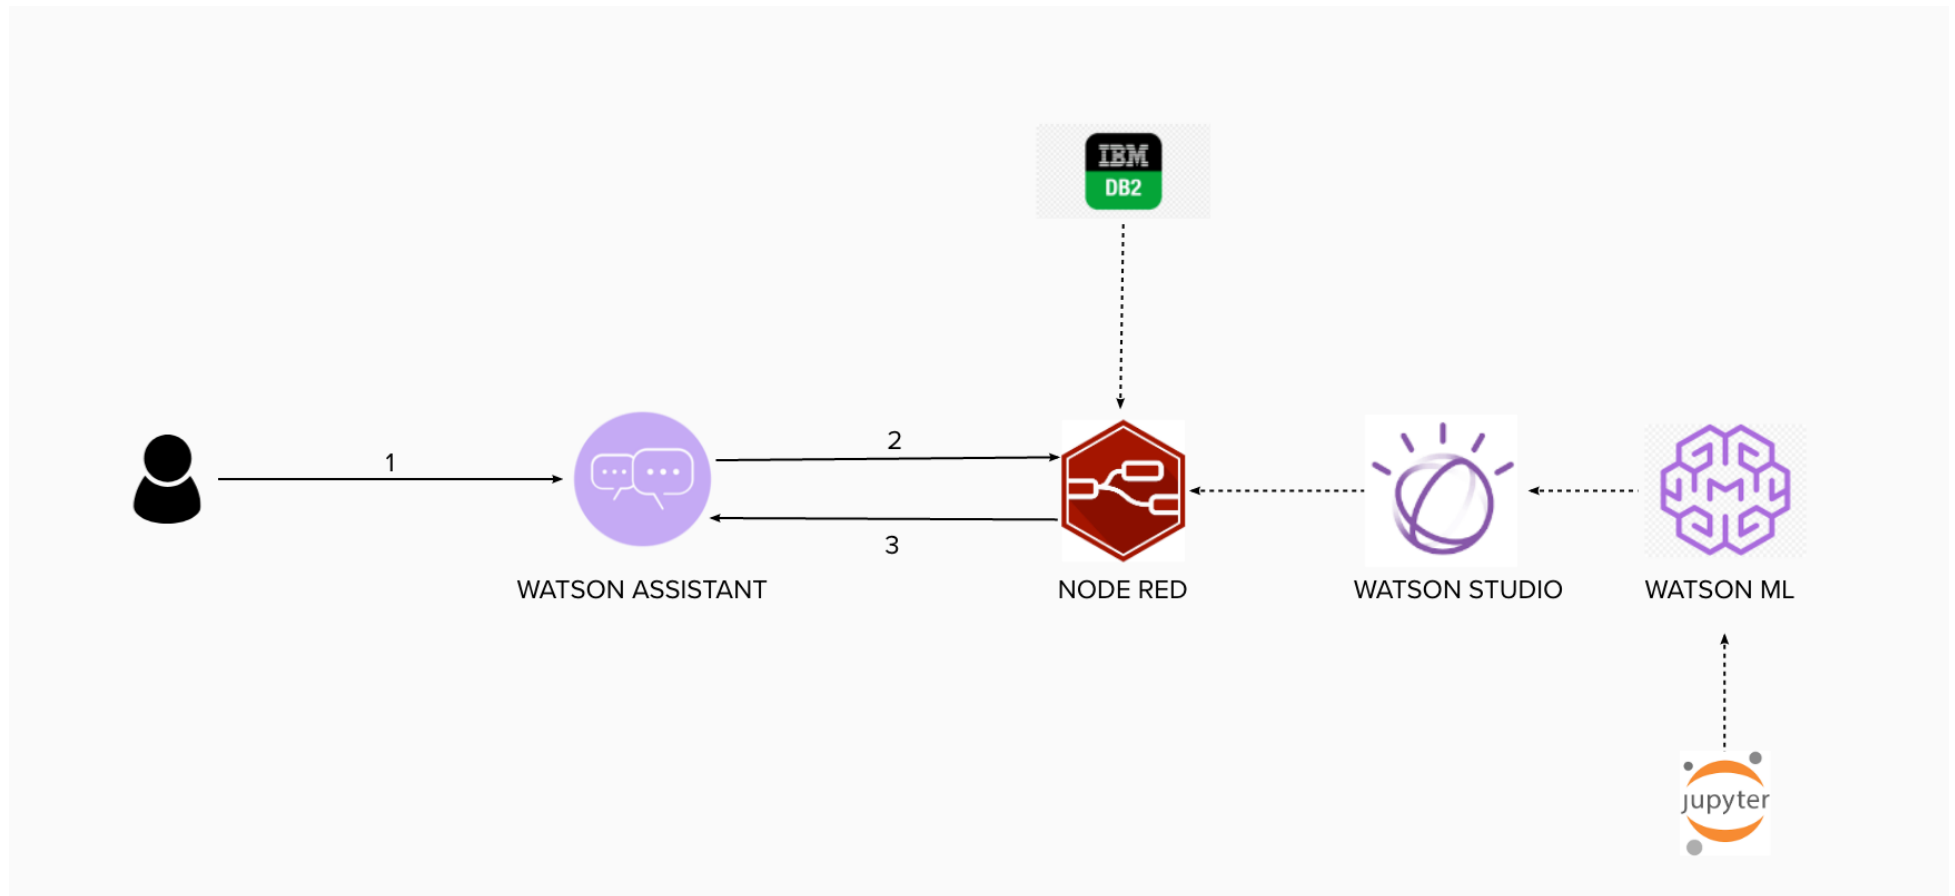 IBM
DB2
1
2
3
WATSON ASSISTANT
NODE RED
WATSON STUDIO
WATSON ML
jupyter